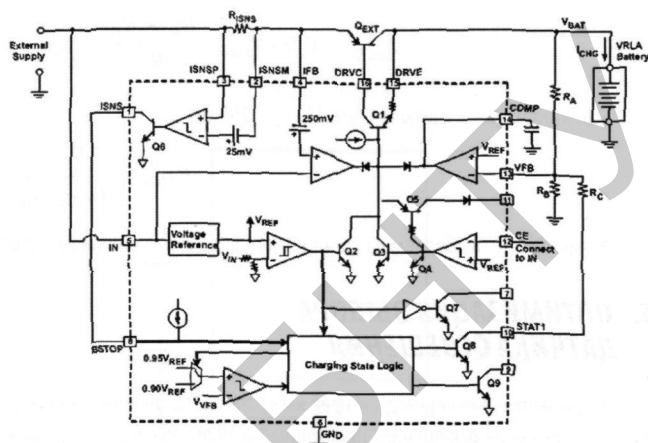 RISNS
QEXT
VBAT
External
Supply
ICHG
VRLA
Battery
ISNSP
ISNSM
IFB
DRVC
DRVE
3
2
4
16
15
ISNS
1
Q1
RA
COMP
14
250mV
Q6
25mV
VREF
VFB
13
RB
RC
Q5
11
IN
5
Voltage
Reference
VREF
VIN
Q2
Q3
Q4
CE
12
Connect
to IN
VREF
7
Q7
STAT1
10
BSTOP
8
Q8
0.95VREF
0.90VREF
VVFB
Charging State Logic
9
Q9
6
GND
БНТУ